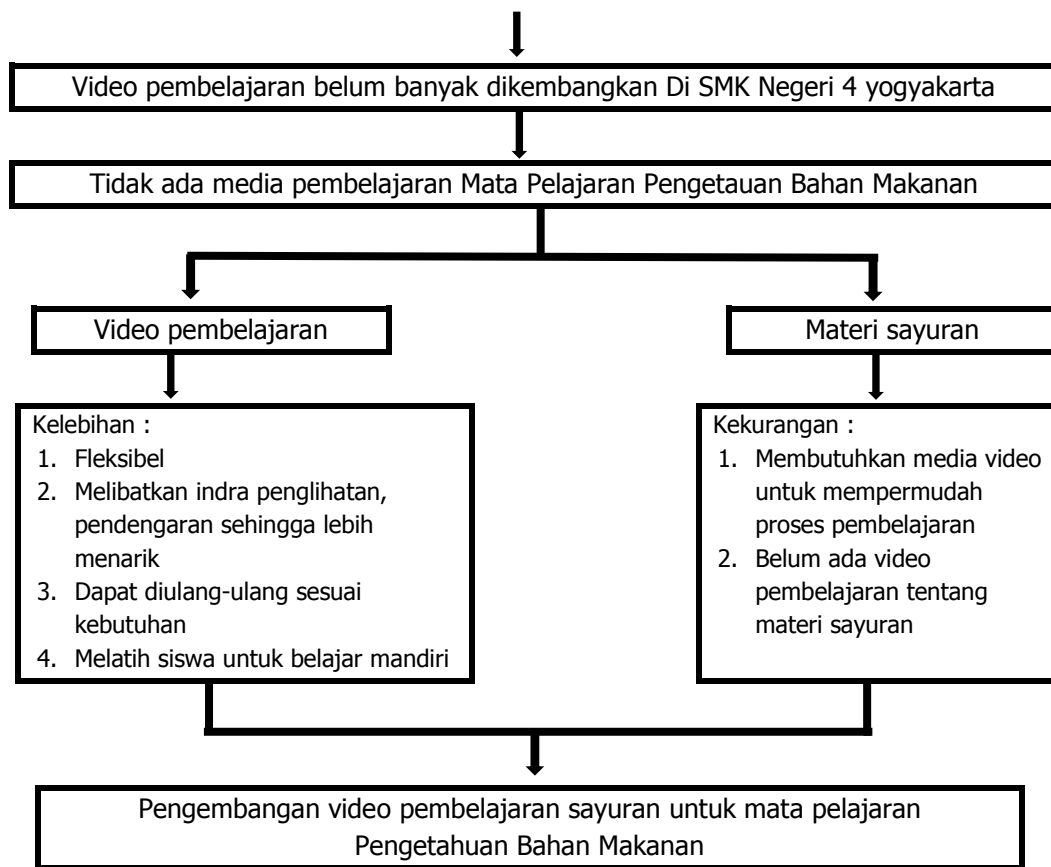 Video pembelajaran belum banyak dikembangkan Di SMK Negeri 4 yogyakarta
Tidak ada media pembelajaran Mata Pelajaran Pengetauan Bahan Makanan
Video pembelajaran
Materi sayuran
Kelebihan :
1. Fleksibel
2. Melibatkan indra penglihatan,
pendengaran sehingga lebih
menarik
3. Dapat diulang-ulang sesuai
kebutuhan
4. Melatih siswa untuk belajar mandiri
Kekurangan :
1. Membutuhkan media video
untuk mempermudah
proses pembelajaran
2. Belum ada video
pembelajaran tentang
materi sayuran
Pengembangan video pembelajaran sayuran untuk mata pelajaran
Pengetahuan Bahan Makanan